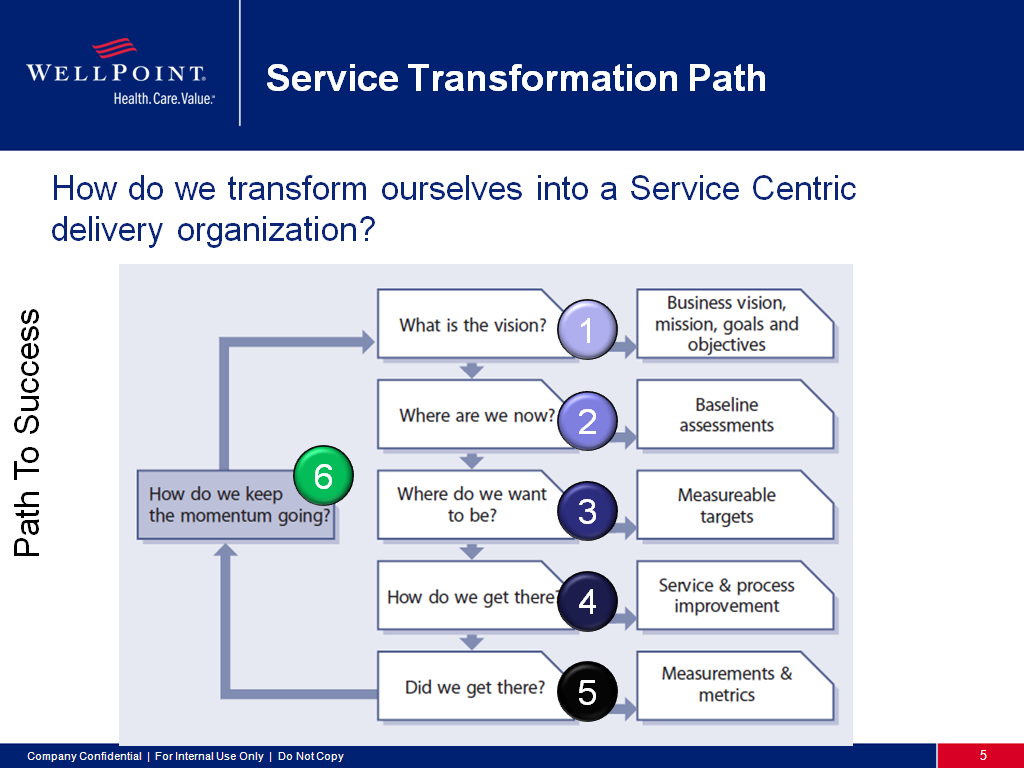 WELLPOINT.
Health. Care. Value.℠
Service Transformation Path
How do we transform ourselves into a Service Centric
delivery organization?
Path To Success
What is the vision?
1
Business vision,
mission, goals and
objectives
Where are we now?
2
Baseline
assessments
Where do we want
to be?
3
Measureable
targets
How do we get there?
4
Service & process
improvement
Did we get there?
5
Measurements &
metrics
How do we keep
the momentum going?
6
Company Confidential | For Internal Use Only | Do Not Copy
5